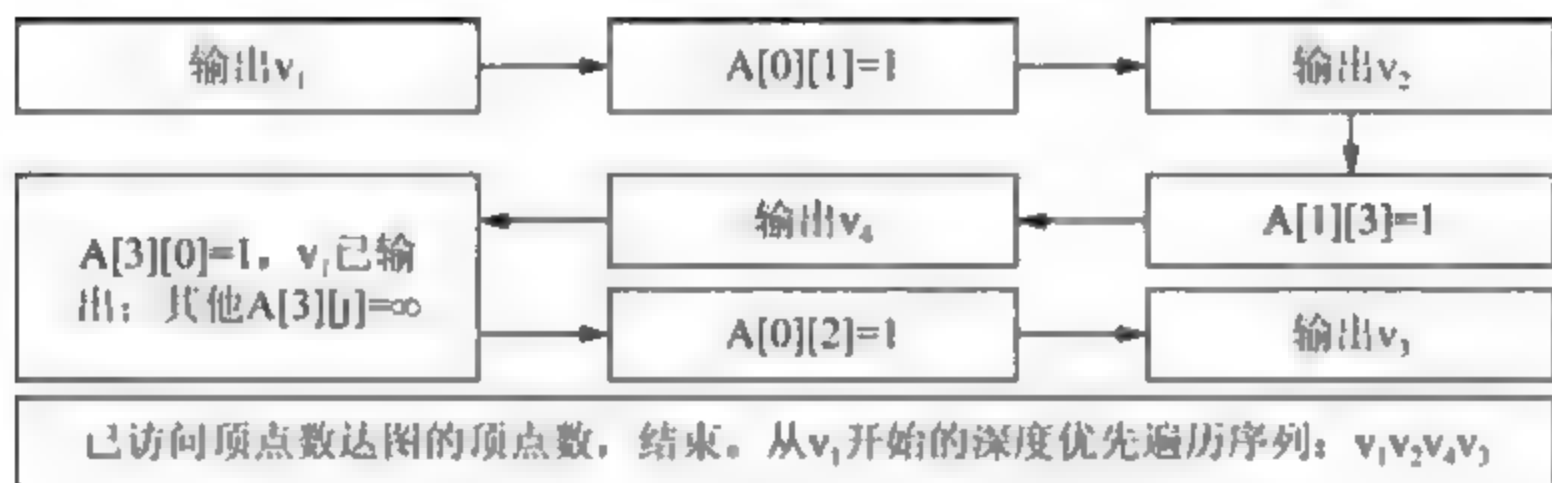 输出v₁
A[0][1]=1
输出v₂
A[1][3]=1
输出v₄
A[3][0]=1，v₁已输
出；其他A[3][j]=∞
A[0][2]=1
输出v₃
已访问顶点数达图的顶点数，结束。从v₁开始的深度优先遍历序列：v₁v₂v₄v₃